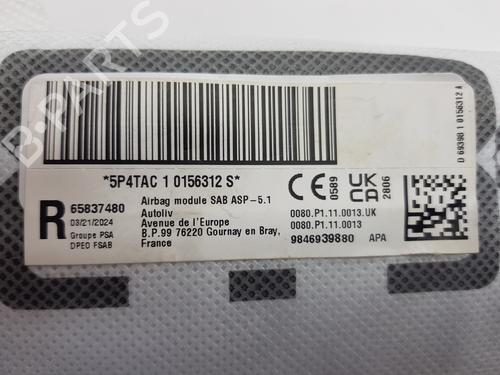 *5P4TAC 1 0156312 S*
R
65837480
03/21/2024
Groupe PSA
DPEO FSAB
Airbag module SAB ASP-5.1
Autoliv
Avenue de l'Europe
B.P.99 76220 Gournay en Bray,
France
CE
0589
UK
CA
2806
0080.P1.11.0013.UK
0080.P1.11.0013
9846939880 APA
D 69398 1 0156312 A
B-PARTS